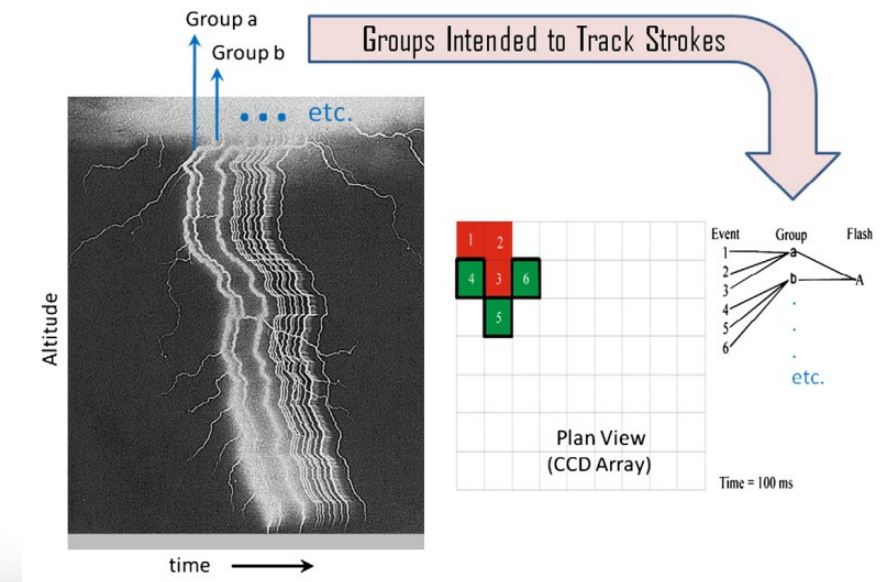 Group a
Group b
Groups Intended to Track Strokes
• • • etc.
Altitude
time
1 2
4 3 6
5
Plan View
(CCD Array)
Event Group Flash
1 a
2
3
b A
4
5
6
.
.
.
etc.
Time = 100 ms